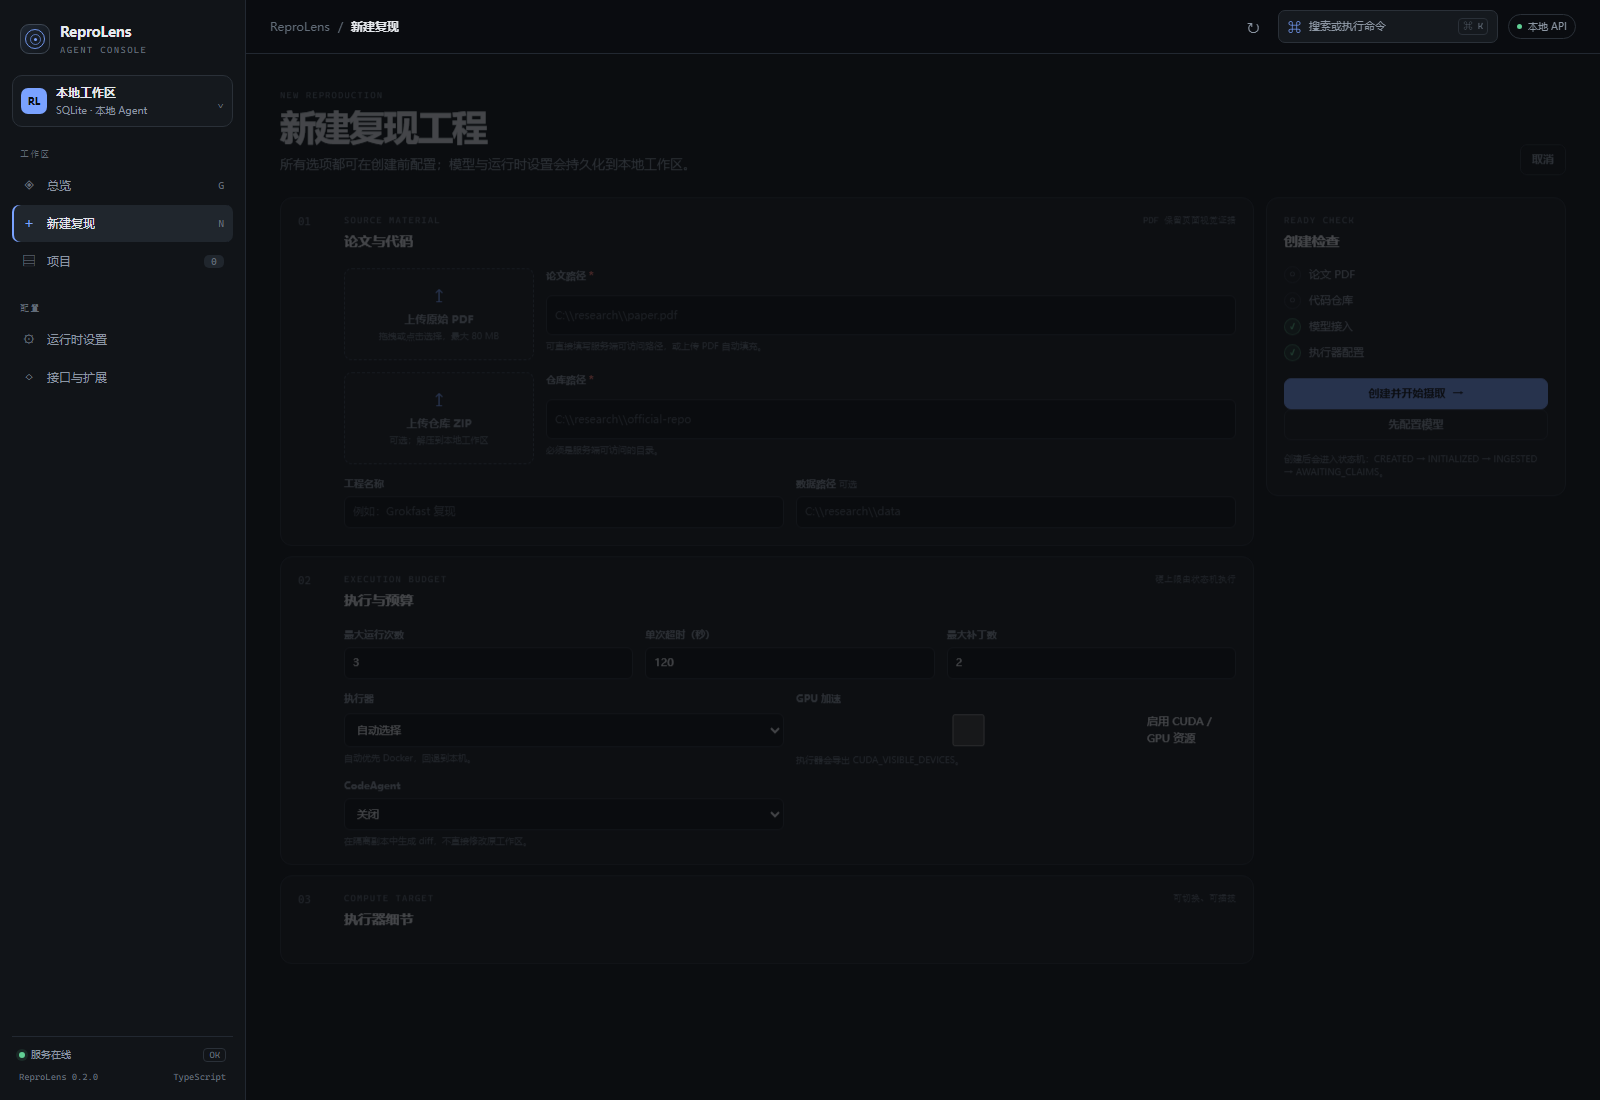 ReproLens
AGENT CONSOLE
RL
本地工作区
SQLite · 本地 Agent
工作区
总览
G
新建复现
N
项目
0
配置
运行时设置
接口与扩展
服务在线
OK
ReproLens 0.2.0
TypeScript
ReproLens / 新建复现
搜索或执行命令
⌘ K
本地 API
NEW REPRODUCTION
新建复现工程
所有选项都可在创建前配置；模型与运行时设置会持久化到本地工作区。
取消
01
SOURCE MATERIAL
论文与代码
PDF 保留页面视觉证据
上传原始 PDF
拖拽或点击选择，最大 80 MB
论文路径 *
C:\\research\\paper.pdf
可直接填写服务端可访问路径，或上传 PDF 自动填充。
上传仓库 ZIP
可选：解压到本地工作区
仓库路径 *
C:\\research\\official-repo
必须是服务端可访问的目录。
工程名称
例如：Grokfast 复现
数据路径 可选
C:\\research\\data
02
EXECUTION BUDGET
执行与预算
硬上限由状态机执行
最大运行次数
3
单次超时（秒）
120
最大补丁数
2
执行器
自动选择
自动优先 Docker，回退到本机。
GPU 加速
启用 CUDA /
GPU 资源
执行器会导出 CUDA_VISIBLE_DEVICES。
CodeAgent
关闭
在隔离副本中生成 diff，不直接修改原工作区。
03
COMPUTE TARGET
执行器细节
可切换，可撤回
READY CHECK
创建检查
论文 PDF
代码仓库
模型接入
执行器配置
创建并开始摄取 →
先配置模型
创建后会进入状态机：CREATED → INITIALIZED → INGESTED
→ AWAITING_CLAIMS。